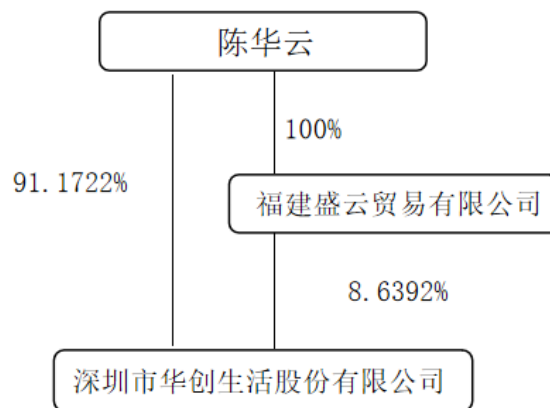 陈华云
100%
91.1722%
福建盛云贸易有限公司
8.6392%
深圳市华创生活股份有限公司